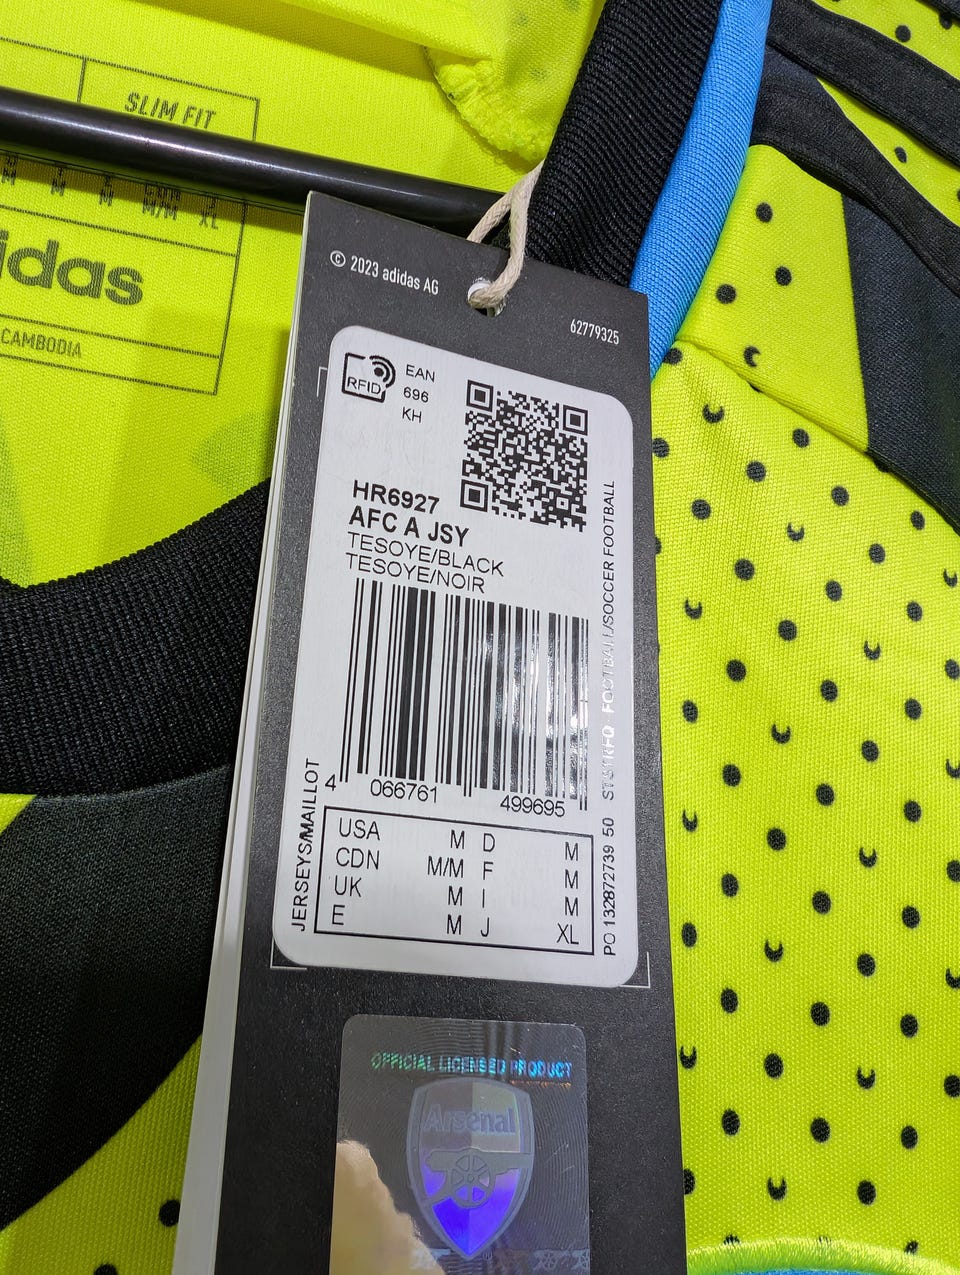 SLIM FIT
M M M M/M XL
idas
CAMBODIA
© 2023 adidas AG
62779325
RFID
EAN
696
KH
HR6927
AFC A JSY
TESOYE/BLACK
TESOYE/NOIR
4 066761 499695
USA M D M
CDN M/M F M
UK M I M
E M J XL
JERSEYS/MAILLOT
PO 132872739 50 FOOTBALL/SOCCER FOOTBALL
OFFICIAL LICENSED PRODUCT
Arsenal